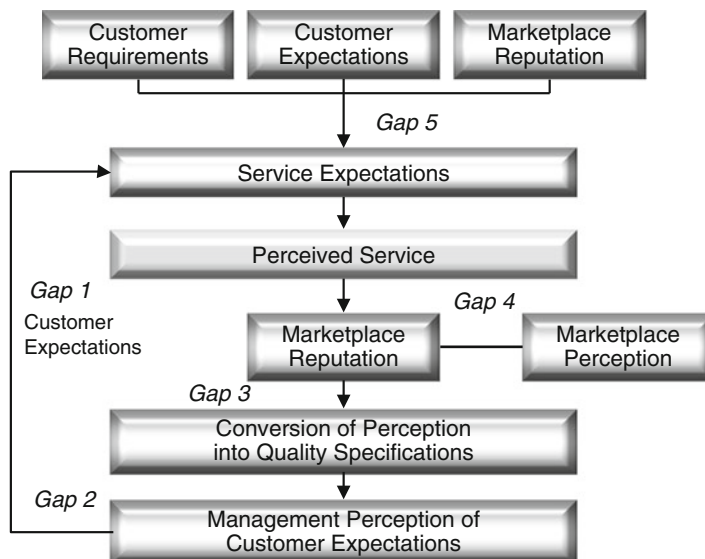 Customer
Requirements
Customer
Expectations
Marketplace
Reputation
Gap 5
Service Expectations
Perceived Service
Gap 1
Customer
Expectations
Gap 4
Marketplace
Reputation
Marketplace
Perception
Gap 3
Conversion of Perception
into Quality Specifications
Gap 2
Management Perception of
Customer Expectations